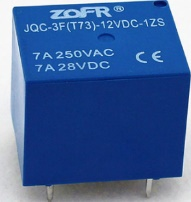 ZOFR®
JQC-3F(T73)-12VDC-1ZS
7A 250VAC
7A 28VDC
CE